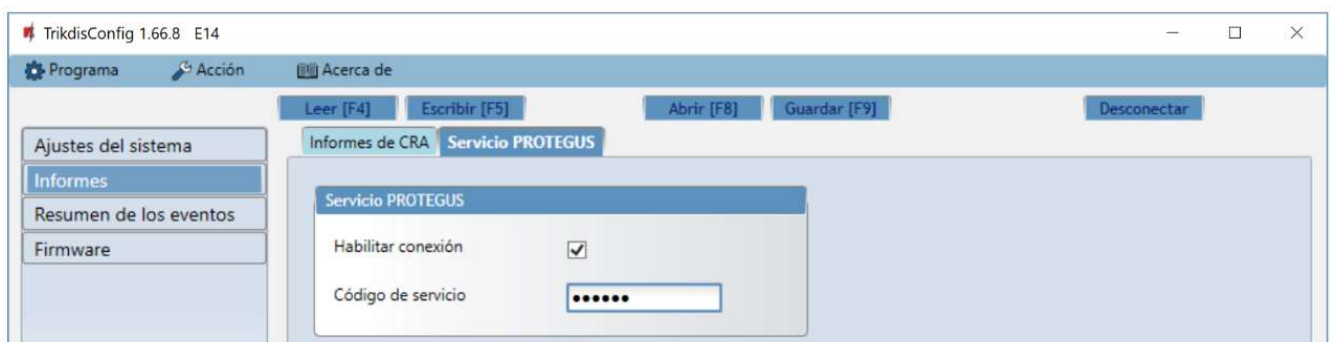 TrikdisConfig 1.66.8 E14
Programa Acción Acerca de
Leer [F4] Escribir [F5] Abrir [F8] Guardar [F9] Desconectar
Ajustes del sistema
Informes
Resumen de los eventos
Firmware
Informes de CRA Servicio PROTEGUS
Servicio PROTEGUS
Habilitar conexión
Código de servicio ••••••